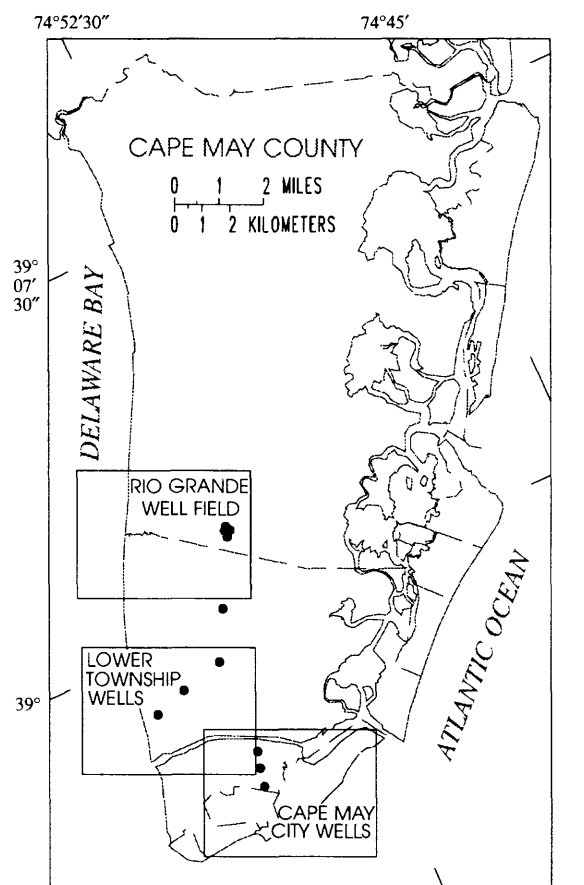 74°52′30″ 74°45′
CAPE MAY COUNTY
0 1 2 MILES
0 1 2 KILOMETERS
39°
07′
30″
DELAWARE BAY
RIO GRANDE
WELL FIELD
LOWER
TOWNSHIP
WELLS
39°
ATLANTIC OCEAN
CAPE MAY
CITY WELLS